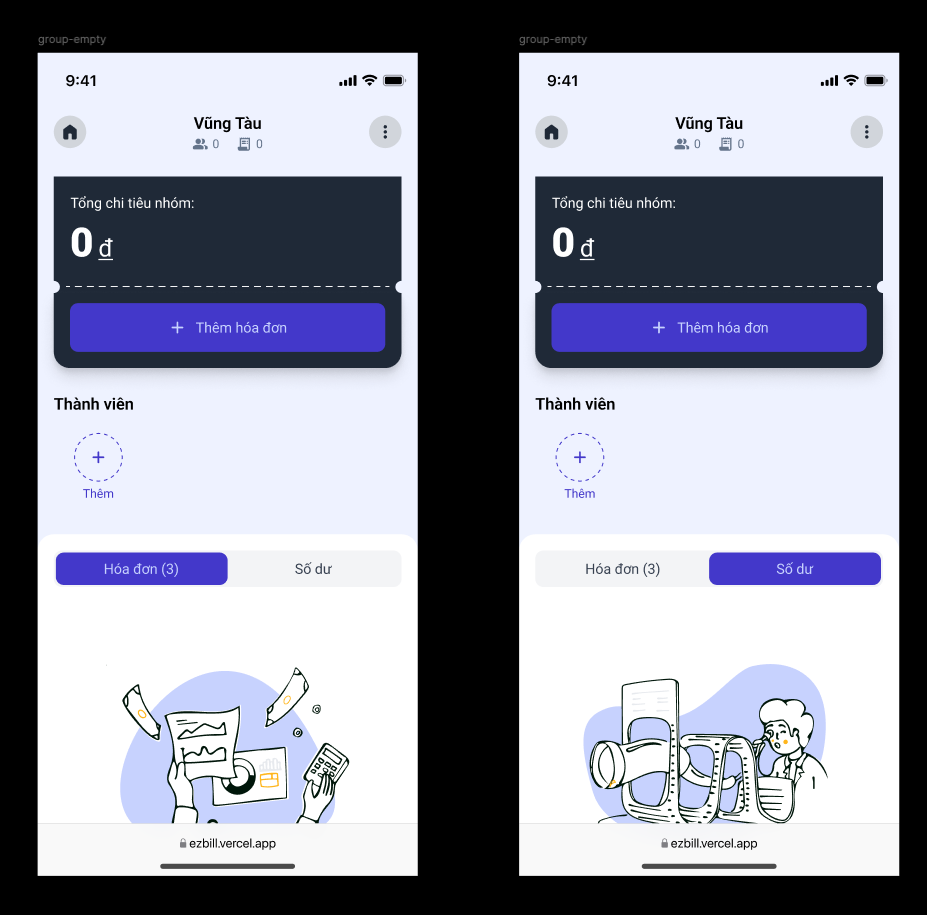 group-empty
9:41
Vũng Tàu
0 0
Tổng chi tiêu nhóm:
0 đ
+ Thêm hóa đơn
Thành viên
+
Thêm
Hóa đơn (3) Số dư
ezbill.vercel.app
group-empty
9:41
Vũng Tàu
0 0
Tổng chi tiêu nhóm:
0 đ
+ Thêm hóa đơn
Thành viên
+
Thêm
Hóa đơn (3) Số dư
ezbill.vercel.app